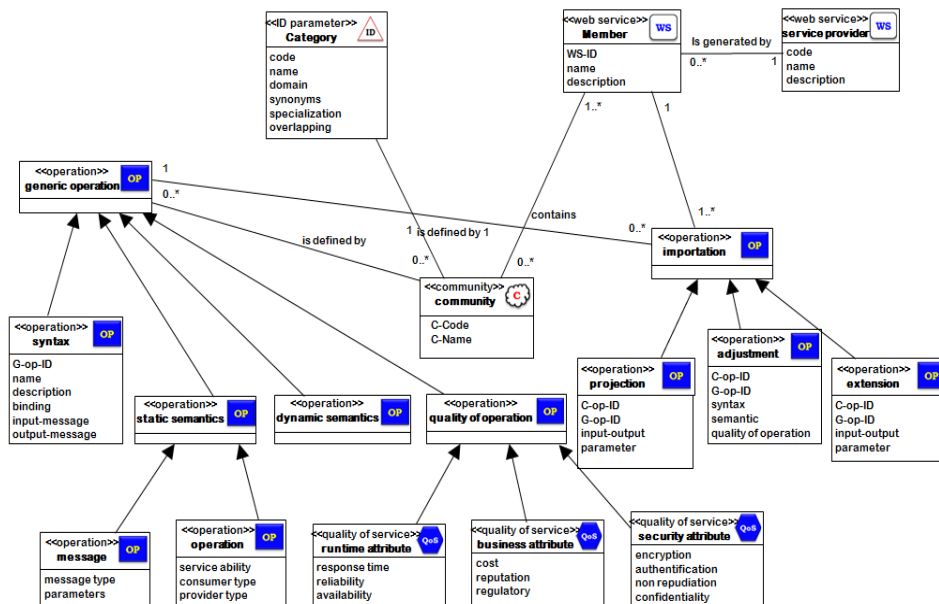 <<ID parameter>>
Category
ID
code
name
domain
synonyms
specialization
overlapping
<<web service>>
Member
WS
WS-ID
name
description
Is generated by
0..*
1
<<web service>>
service provider
WS
code
name
description
1..*
1
<<operation>>
generic operation
OP
1
0..*
contains
1..*
is defined by
1
is defined by 1
0..*
0..*
0..*
<<operation>>
importation
OP
<<community>>
community
C
C-Code
C-Name
<<operation>>
syntax
OP
G-op-ID
name
description
binding
input-message
output-message
<<operation>>
static semantics
OP
<<operation>>
dynamic semantics
OP
<<operation>>
quality of operation
OP
<<operation>>
projection
OP
C-op-ID
G-op-ID
input-output
parameter
<<operation>>
adjustment
OP
C-op-ID
G-op-ID
syntax
semantic
quality of operation
<<operation>>
extension
OP
C-op-ID
G-op-ID
input-output
parameter
<<operation>>
message
OP
message type
parameters
<<operation>>
operation
OP
service ability
consumer type
provider type
<<quality of service>>
runtime attribute
QoS
response time
reliability
availability
<<quality of service>>
business attribute
QoS
cost
reputation
regulatory
<<quality of service>>
security attribute
QoS
encryption
authentification
non repudiation
confidentiality